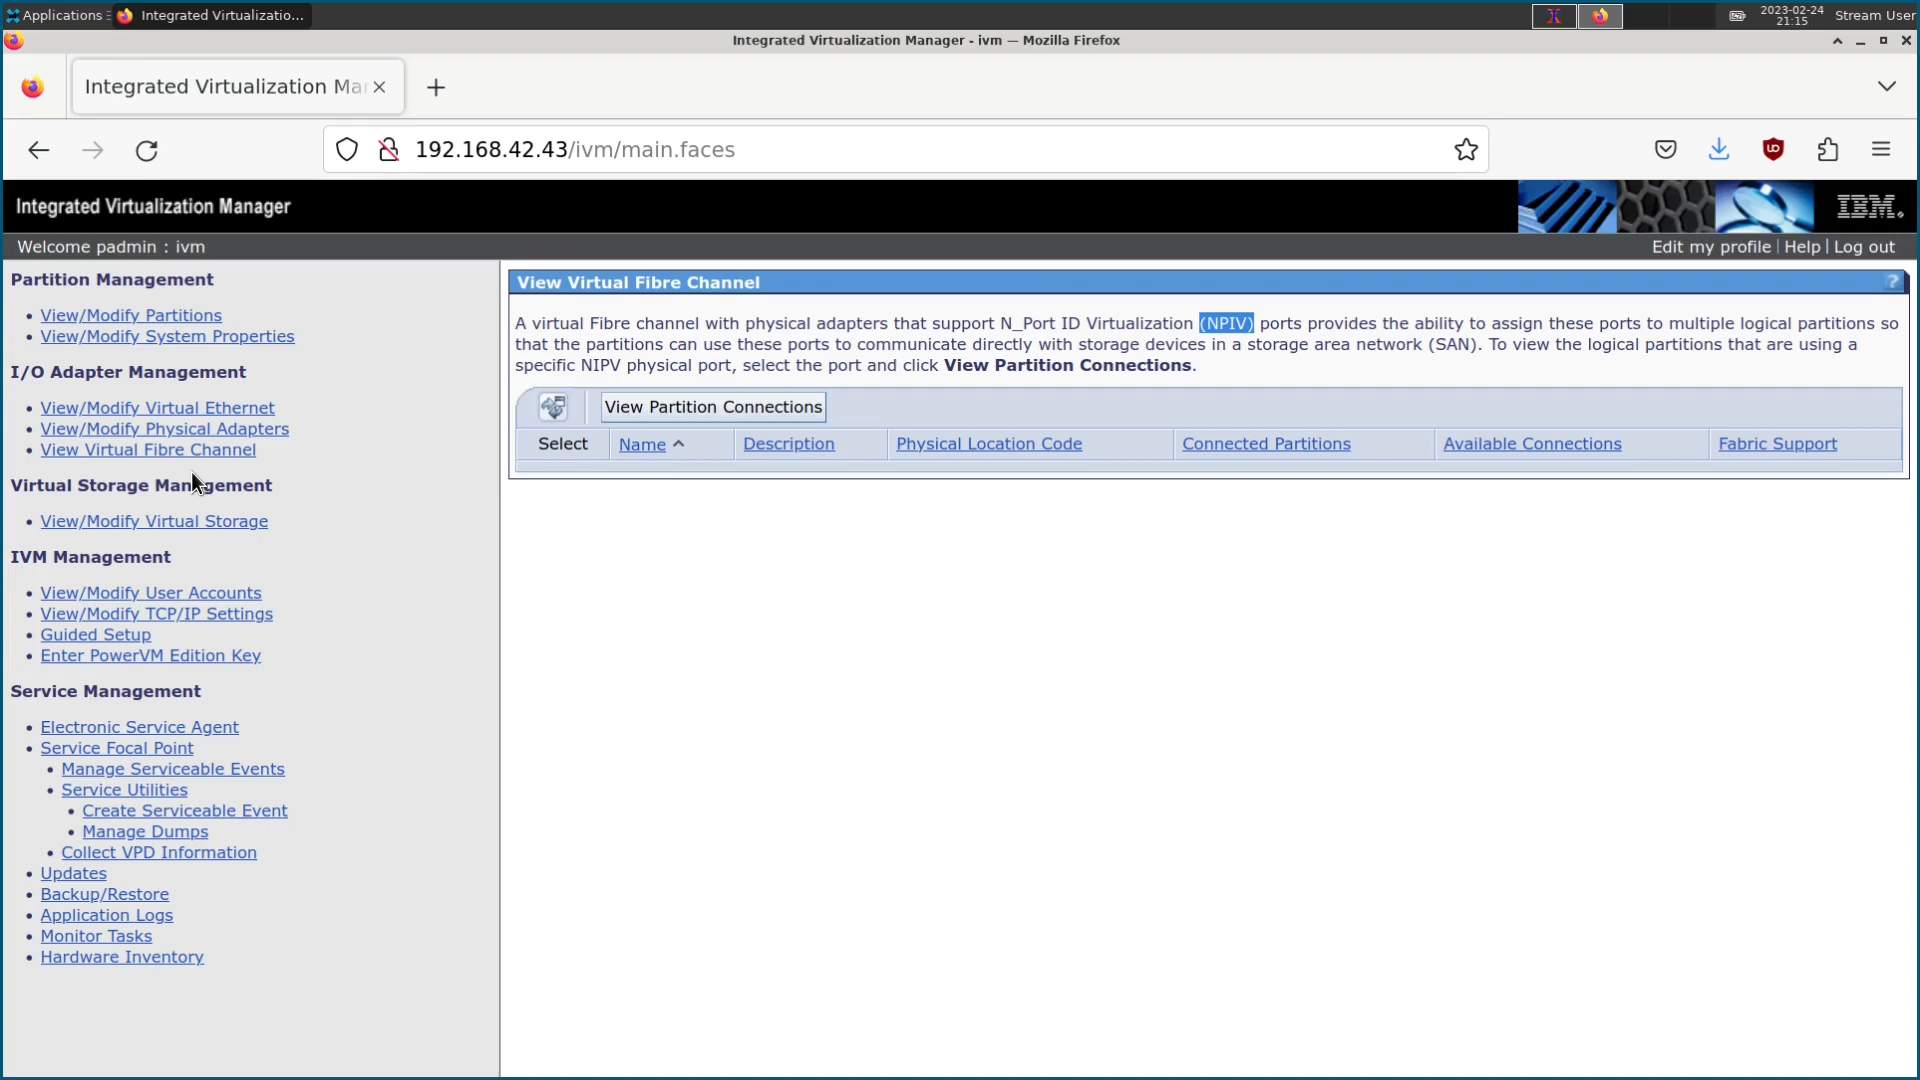 Applications
Integrated Virtualizatio...
2023-02-24
21:15
Stream User
Integrated Virtualization Manager - ivm — Mozilla Firefox
Integrated Virtualization Ma
192.168.42.43/ivm/main.faces
Integrated Virtualization Manager
IBM.
Welcome padmin : ivm
Edit my profile | Help | Log out
Partition Management
View/Modify Partitions
View/Modify System Properties
I/O Adapter Management
View/Modify Virtual Ethernet
View/Modify Physical Adapters
View Virtual Fibre Channel
Virtual Storage Management
View/Modify Virtual Storage
IVM Management
View/Modify User Accounts
View/Modify TCP/IP Settings
Guided Setup
Enter PowerVM Edition Key
Service Management
Electronic Service Agent
Service Focal Point
Manage Serviceable Events
Service Utilities
Create Serviceable Event
Manage Dumps
Collect VPD Information
Updates
Backup/Restore
Application Logs
Monitor Tasks
Hardware Inventory
View Virtual Fibre Channel
?
A virtual Fibre channel with physical adapters that support N_Port ID Virtualization (NPIV) ports provides the ability to assign these ports to multiple logical partitions so
that the partitions can use these ports to communicate directly with storage devices in a storage area network (SAN). To view the logical partitions that are using a
specific NIPV physical port, select the port and click View Partition Connections.
View Partition Connections
Select Name Description Physical Location Code Connected Partitions Available Connections Fabric Support